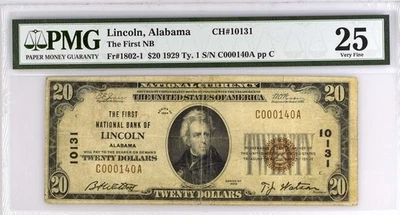 PMG
PAPER MONEY GUARANTY
Lincoln, Alabama CH#10131
The First NB
Fr#1802-1 $20 1929 Ty. 1 S/N C000140A pp C
25
Very Fine
NATIONAL CURRENCY
THE UNITED STATES OF AMERICA
20
20
THE FIRST
NATIONAL BANK OF
LINCOLN
ALABAMA
WILL PAY TO THE BEARER ON DEMAND
TWENTY DOLLARS
C000140A
C000140A
10131
10131
20
TWENTY DOLLARS
20